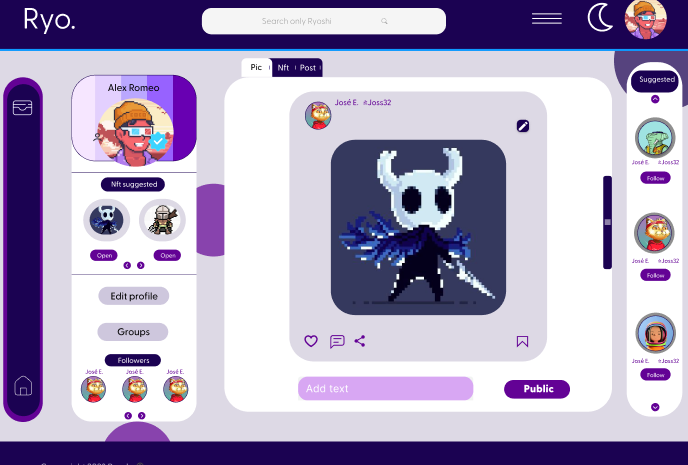 Ryo.
Search only Ryoshi
Pic
Nft
Post
Suggested
Alex Romeo
José E. #Joss32
Nft suggested
José E. #Joss32
Follow
Open
Open
José E. #Joss32
Follow
Edit profile
Groups
Followers
José E.
José E.
José E.
José E. #Joss32
Follow
Add text
Public